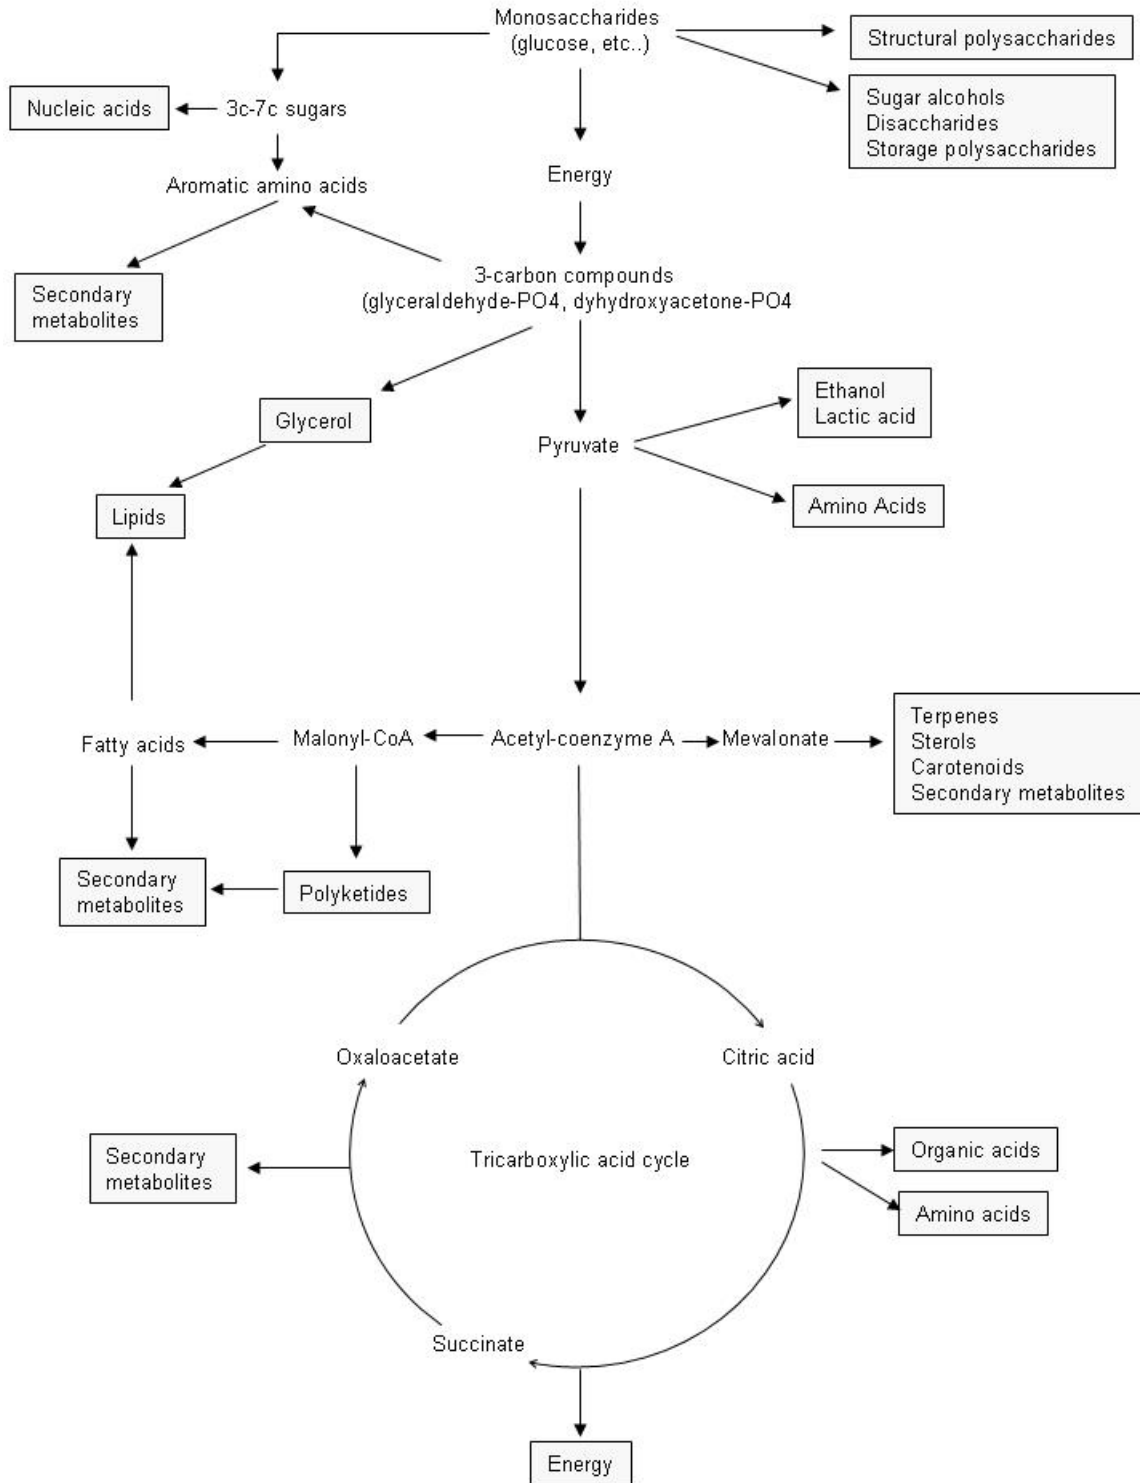 Monosaccharides
(glucose, etc..)
Structural polysaccharides
Sugar alcohols
Disaccharides
Storage polysaccharides
Nucleic acids
3c-7c sugars
Aromatic amino acids
Energy
Secondary
metabolites
3-carbon compounds
(glyceraldehyde-PO4, dyhydroxyacetone-PO4
Ethanol
Lactic acid
Glycerol
Pyruvate
Amino Acids
Lipids
Fatty acids
Malonyl-CoA
Acetyl-coenzyme A
Mevalonate
Terpenes
Sterols
Carotenoids
Secondary metabolites
Secondary
metabolites
Polyketides
Oxaloacetate
Citric acid
Secondary
metabolites
Tricarboxylic acid cycle
Organic acids
Amino acids
Succinate
Energy